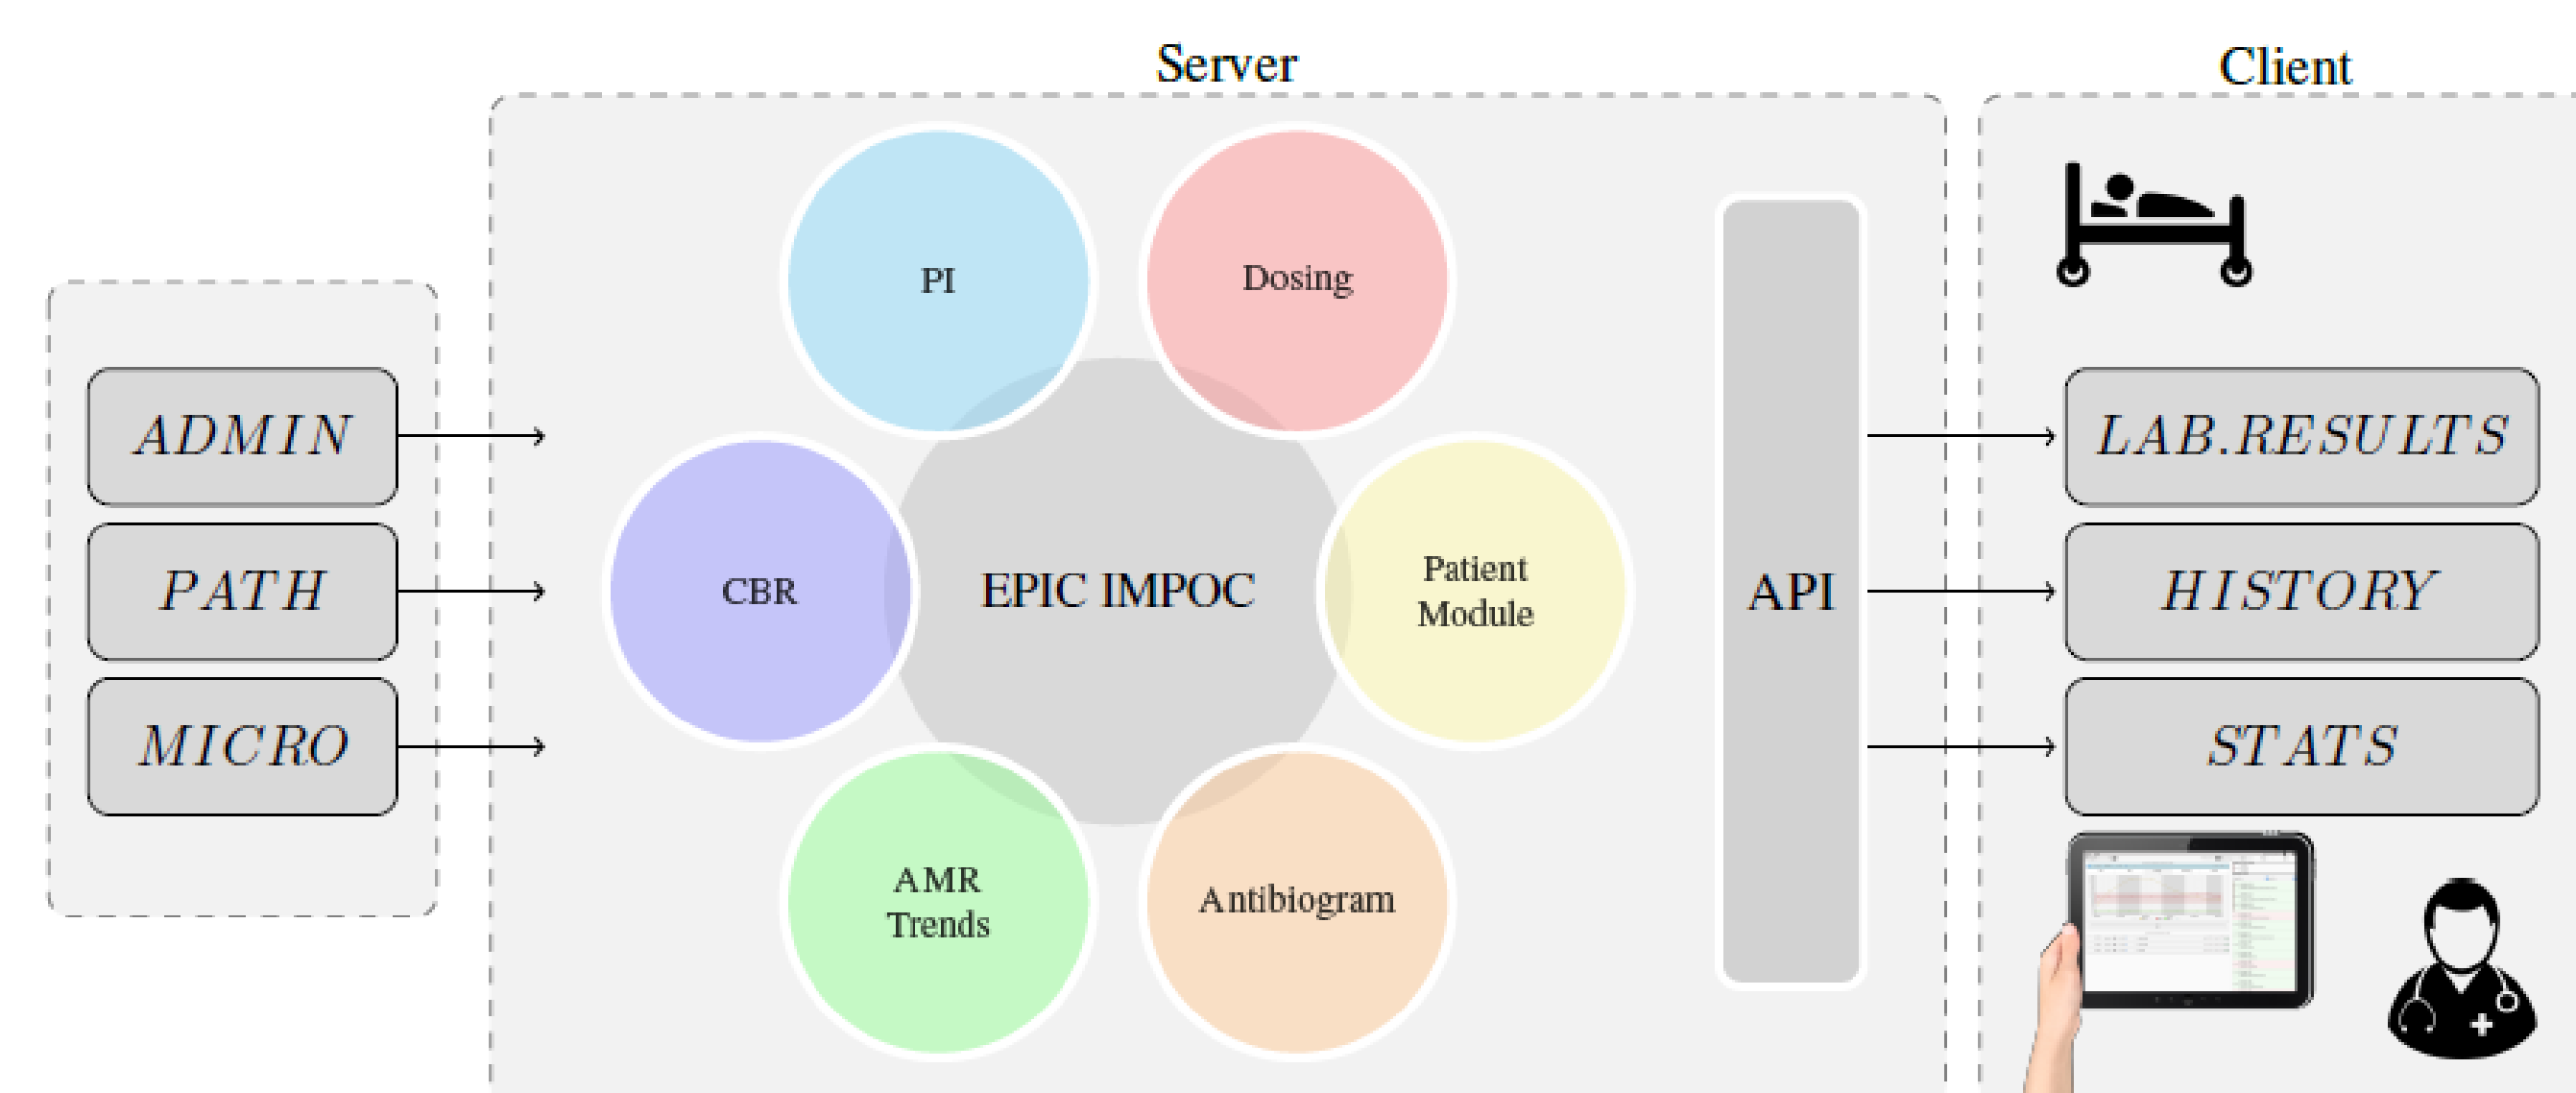 Server
Client
PI
Dosing
ADMIN
PATH
MICRO
CBR
EPIC IMPOC
Patient
Module
AMR
Trends
Antibiogram
API
LAB.RESULTS
HISTORY
STATS